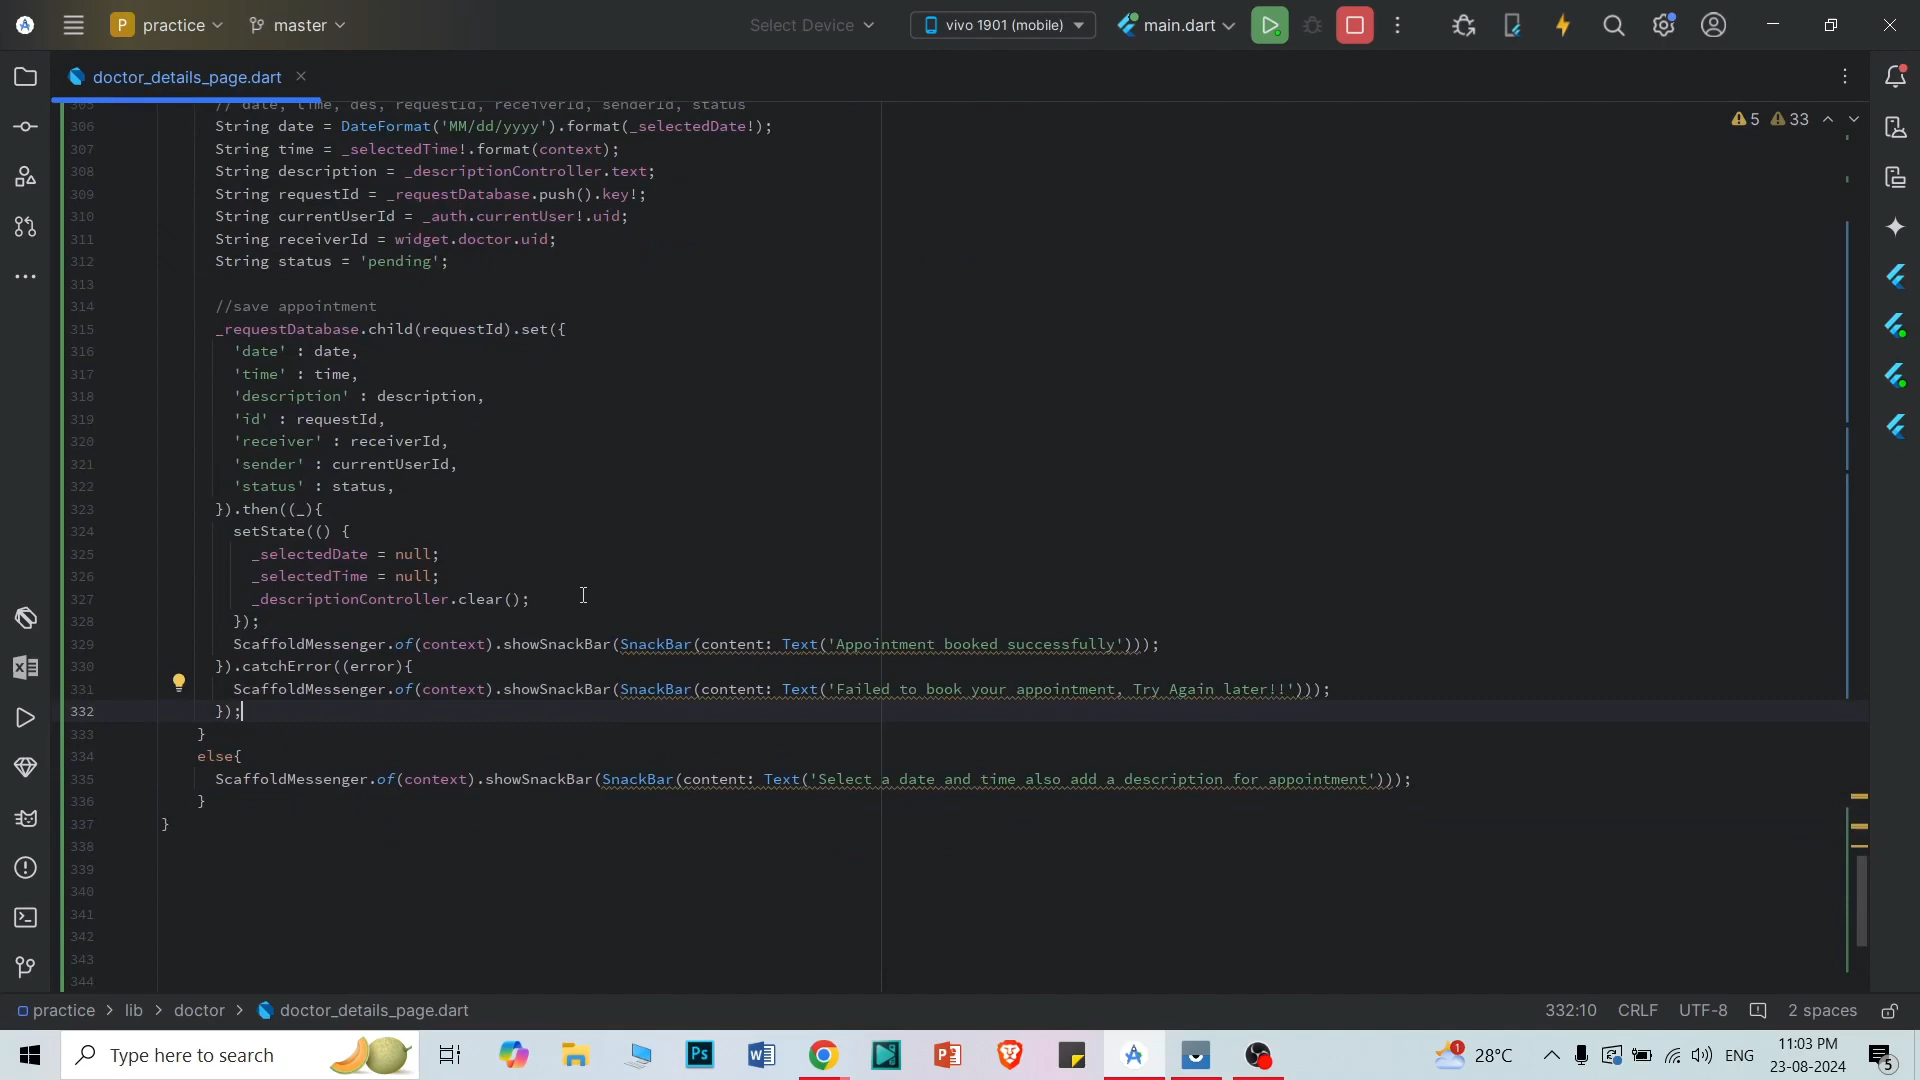 P practice master Select Device vivo 1901 (mobile) main.dart
doctor_details_page.dart
5 33
305 // date, time, des, requestId, receiverId, senderId, status
306 String date = DateFormat('MM/dd/yyyy').format(_selectedDate!);
307 String time = _selectedTime!.format(context);
308 String description = _descriptionController.text;
309 String requestId = _requestDatabase.push().key!;
310 String currentUserId = _auth.currentUser!.uid;
311 String receiverId = widget.doctor.uid;
312 String status = 'pending';
313
314 //save appointment
315 _requestDatabase.child(requestId).set({
316 'date' : date,
317 'time' : time,
318 'description' : description,
319 'id' : requestId,
320 'receiver' : receiverId,
321 'sender' : currentUserId,
322 'status' : status,
323 }).then((_){
324 setState(() {
325 _selectedDate = null;
326 _selectedTime = null;
327 _descriptionController.clear();
328 });
329 ScaffoldMessenger.of(context).showSnackBar(SnackBar(content: Text('Appointment booked successfully')));
330 }).catchError((error){
331 ScaffoldMessenger.of(context).showSnackBar(SnackBar(content: Text('Failed to book your appointment, Try Again later!!')));
332 });
333 }
334 else{
335 ScaffoldMessenger.of(context).showSnackBar(SnackBar(content: Text('Select a date and time also add a description for appointment')));
336 }
337 }
338
339
340
341
342
343
344
practice > lib > doctor > doctor_details_page.dart 332:10 CRLF UTF-8 2 spaces
Type here to search 1 28°C ENG 11:03 PM
23-08-2024 5